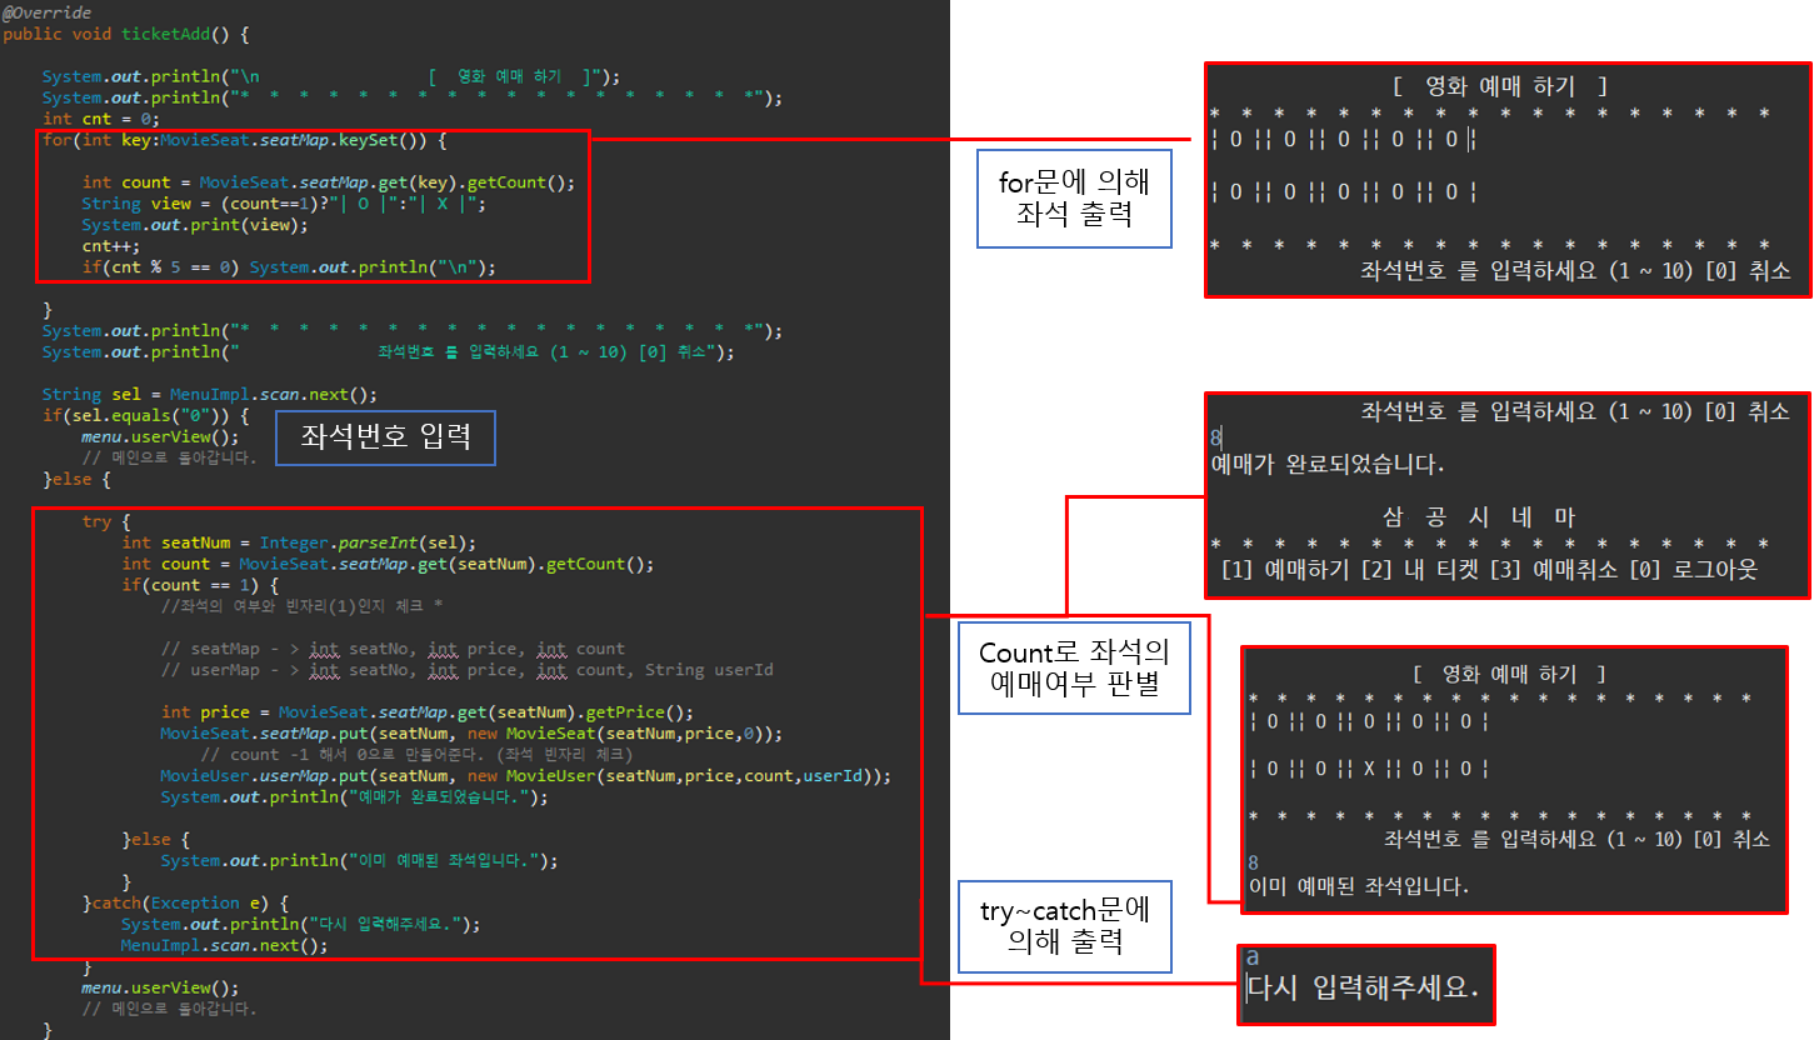 @Override
public void ticketAdd() {
System.out.println("\n [ 영화 예매 하기 ]");
System.out.println("* * * * * * * * * * * * * * * * * *");
int cnt = 0;
for(int key:MovieSeat.seatMap.keySet()) {
int count = MovieSeat.seatMap.get(key).getCount();
String view = (count==1)?"| O |":"| X |";
System.out.print(view);
cnt++;
if(cnt % 5 == 0) System.out.println("\n");
}
System.out.println("* * * * * * * * * * * * * * * * * *");
System.out.println(" 좌석번호 를 입력하세요 (1 ~ 10) [0] 취소");
String sel = MenuImpl.scan.next();
if(sel.equals("0")) {
menu.userView();
// 메인으로 돌아갑니다.
}else {
좌석번호 입력
try {
int seatNum = Integer.parseInt(sel);
int count = MovieSeat.seatMap.get(seatNum).getCount();
if(count == 1) {
//좌석의 여부와 빈자리(1)인지 체크 *
// seatMap - > int seatNo, int price, int count
// userMap - > int seatNo, int price, int count, String userId
int price = MovieSeat.seatMap.get(seatNum).getPrice();
MovieSeat.seatMap.put(seatNum, new MovieSeat(seatNum,price,0));
// count -1 해서 0으로 만들어준다. (좌석 빈자리 체크)
MovieUser.userMap.put(seatNum, new MovieUser(seatNum,price,count,userId));
System.out.println("예매가 완료되었습니다.");
}else {
System.out.println("이미 예매된 좌석입니다.");
}
}catch(Exception e) {
System.out.println("다시 입력해주세요.");
MenuImpl.scan.next();
}
menu.userView();
// 메인으로 돌아갑니다.
}
for문에 의해
좌석 출력
[ 영화 예매 하기 ]
* * * * * * * * * * * * * * * * * *
¦ O ¦¦ O ¦¦ O ¦¦ O ¦¦ O ¦
¦ O ¦¦ O ¦¦ O ¦¦ O ¦¦ O ¦
* * * * * * * * * * * * * * * * * *
좌석번호 를 입력하세요 (1 ~ 10) [0] 취소
좌석번호 를 입력하세요 (1 ~ 10) [0] 취소
8
예매가 완료되었습니다.
삼 공 시 네 마
* * * * * * * * * * * * * * * * * *
[1] 예매하기 [2] 내 티켓 [3] 예매취소 [0] 로그아웃
Count로 좌석의
예매여부 판별
[ 영화 예매 하기 ]
* * * * * * * * * * * * * * * * * *
¦ O ¦¦ O ¦¦ O ¦¦ O ¦¦ O ¦
¦ O ¦¦ O ¦¦ X ¦¦ O ¦¦ O ¦
* * * * * * * * * * * * * * * * * *
좌석번호 를 입력하세요 (1 ~ 10) [0] 취소
8
이미 예매된 좌석입니다.
try~catch문에
의해 출력
a
다시 입력해주세요.